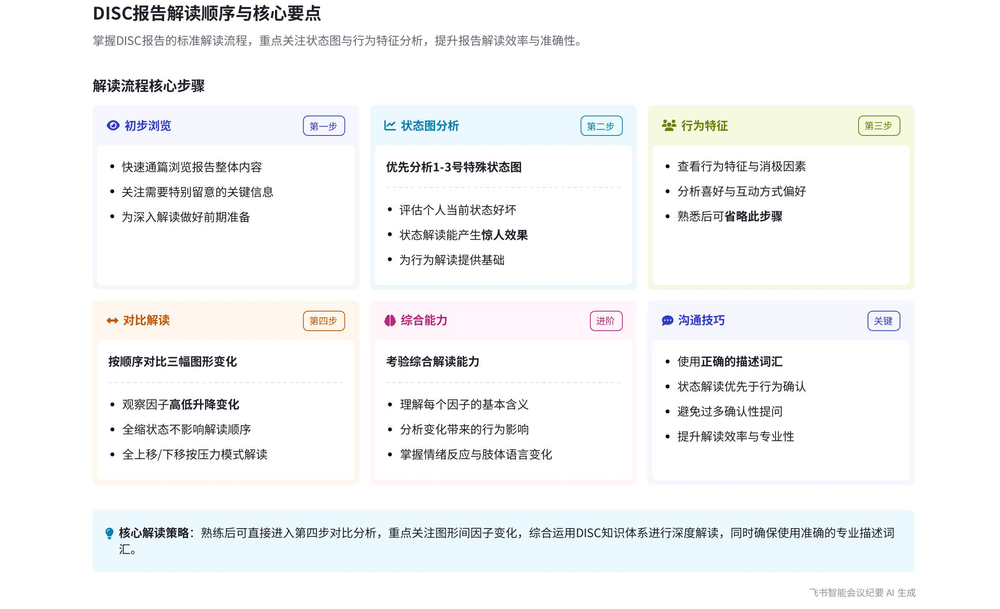 DISC报告解读顺序与核心要点
掌握DISC报告的标准解读流程，重点关注状态图与行为特征分析，提升报告解读效率与准确性。
解读流程核心步骤
初步浏览
第一步
快速通篇浏览报告整体内容
关注需要特别留意的关键信息
为深入解读做好前期准备
状态图分析
第二步
优先分析1-3号特殊状态图
评估个人当前状态好坏
状态解读能产生惊人效果
为行为解读提供基础
行为特征
第三步
查看行为特征与消极因素
分析喜好与互动方式偏好
熟悉后可省略此步骤
对比解读
第四步
按顺序对比三幅图形变化
观察因子高低升降变化
全缩状态不影响解读顺序
全上移/下移按压力模式解读
综合能力
进阶
考验综合解读能力
理解每个因子的基本含义
分析变化带来的行为影响
掌握情绪反应与肢体语言变化
沟通技巧
关键
使用正确的描述词汇
状态解读优先于行为确认
避免过多确认性提问
提升解读效率与专业性
核心解读策略：熟练后可直接进入第四步对比分析，重点关注图形间因子变化，综合运用DISC知识体系进行深度解读，同时确保使用准确的专业描述词
汇。
飞书智能会议纪要 AI 生成